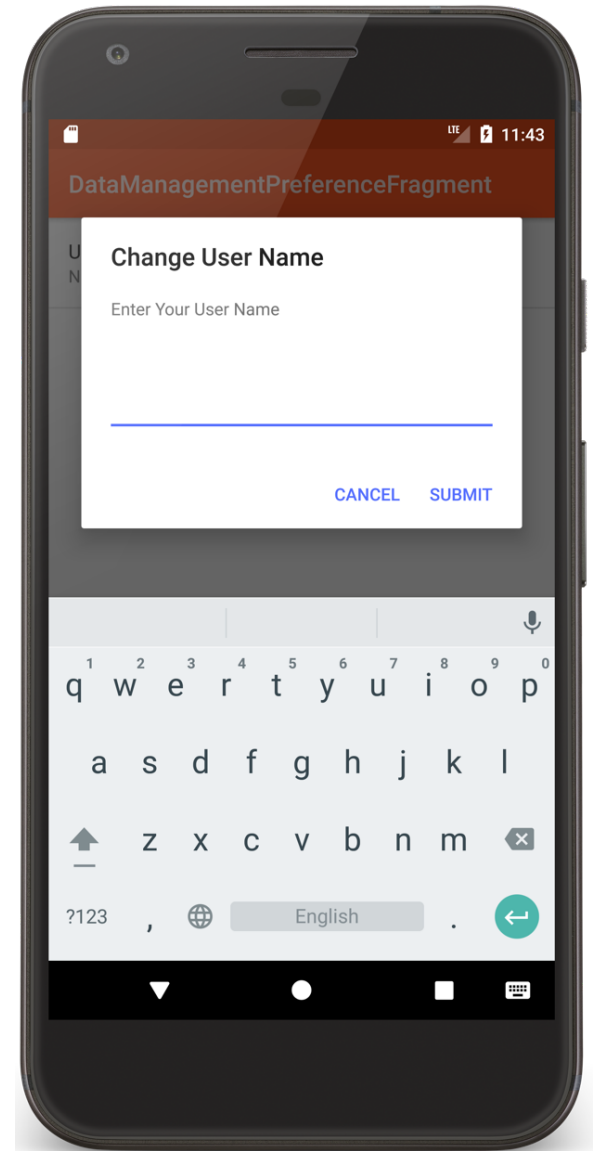 LTE 11:43
DataManagementPreferenceFragment
U
N
Change User Name
Enter Your User Name
CANCEL SUBMIT
1 2 3 4 5 6 7 8 9 0
q w e r t y u i o p
a s d f g h j k l
z x c v b n m
?123 , English .